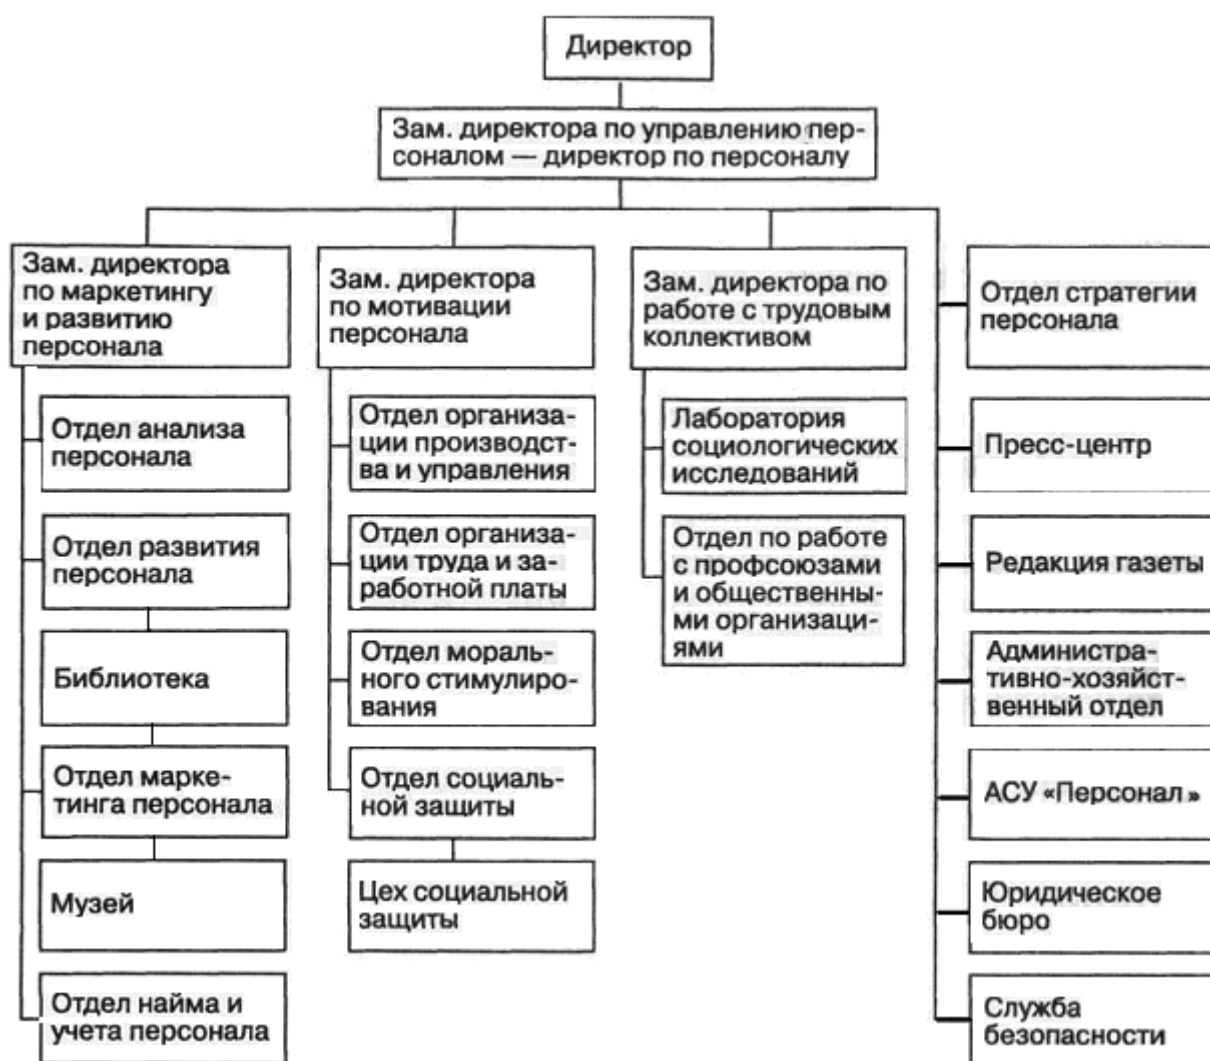 Директор
Зам. директора по управлению пер-
соналом — директор по персоналу
Зам. директора
по маркетингу
и развитию
персонала
Отдел анализа
персонала
Отдел развития
персонала
Библиотека
Отдел марке-
тинга персонала
Музей
Отдел найма и
учета персонала
Зам. директора
по мотивации
персонала
Отдел организа-
ции производст-
ва и управления
Отдел организа-
ции труда и за-
работной платы
Отдел мораль-
ного стимулиро-
вания
Отдел социаль-
ной защиты
Цех социальной
защиты
Зам. директора по
работе с трудовым
коллективом
Лаборатория
социологических
исследований
Отдел по работе
с профсоюзами
и общественны-
ми организаци-
ями
Отдел стратегии
персонала
Пресс-центр
Редакция газеты
Администра-
тивно-хозяйст-
венный отдел
АСУ «Персонал»
Юридическое
бюро
Служба
безопасности